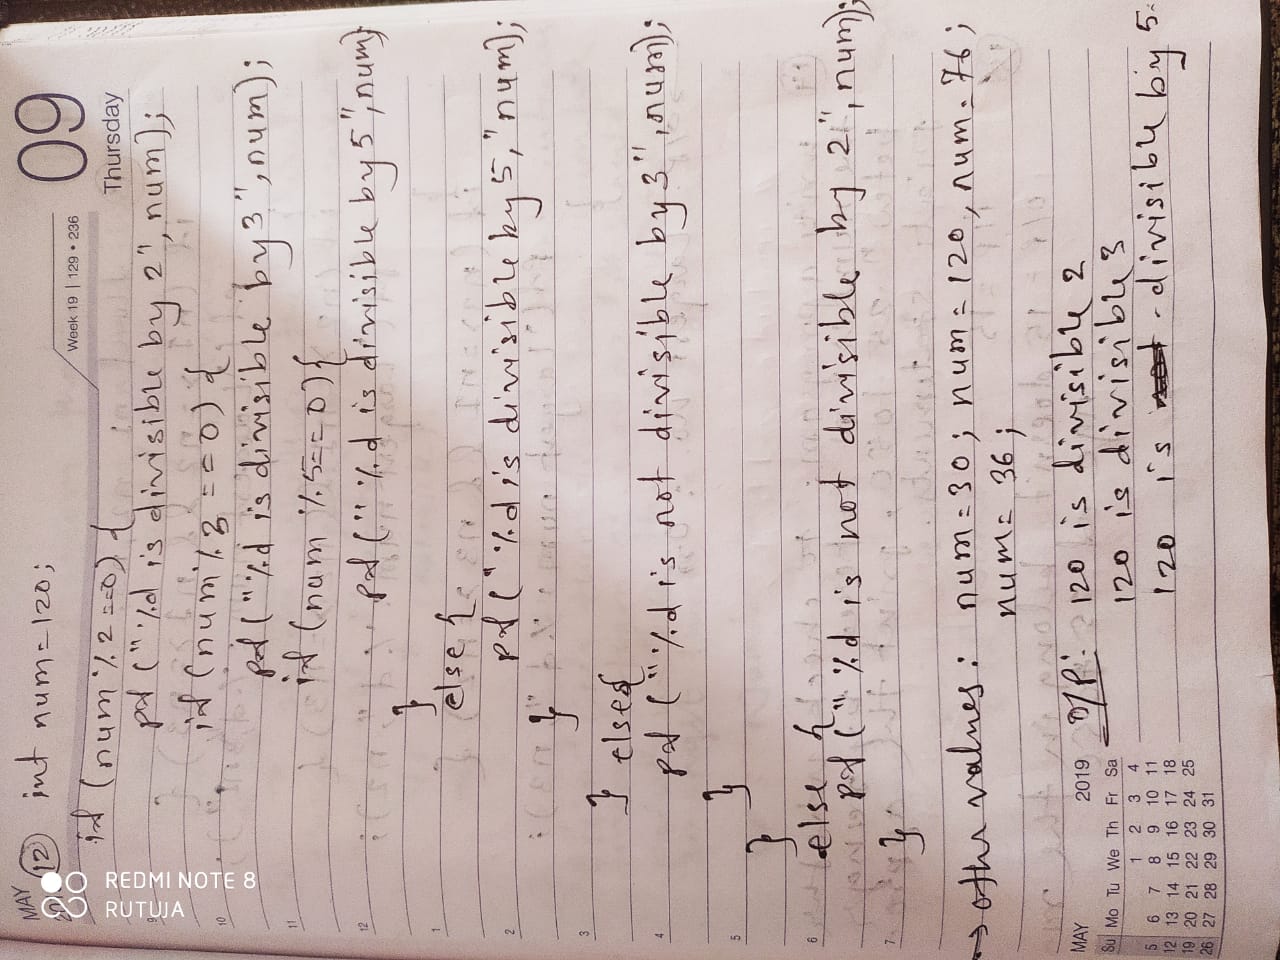 MAY
09
Week 19 | 129 • 236
Thursday
(12) int num=120;
if (num%2==0) {
pf ("%d is divisible by 2", num);
if (num%3==0) {
pf ("%d is divisible by 3", num);
if (num%5==0) {
pf ("%d is divisible by 5", num)
}
else {
pf ("%d is divisible by 5," num);
}
} else {
pf ("%d is not divisible by 3", num);
}
}
else {
pf ("%d is not divisible by 2", num);
}
9
10
11
12
1
2
3
4
5
6
7
→ other values: num=30; num=120, num=76;
num=36;
O/P: 120 is divisible 2
120 is divisible 3
120 is divisible by 5.
MAY 2019
Su Mo Tu We Th Fr Sa
1 2 3 4
5 6 7 8 9 10 11
12 13 14 15 16 17 18
19 20 21 22 23 24 25
26 27 28 29 30 31
REDMI NOTE 8
RUTUJA